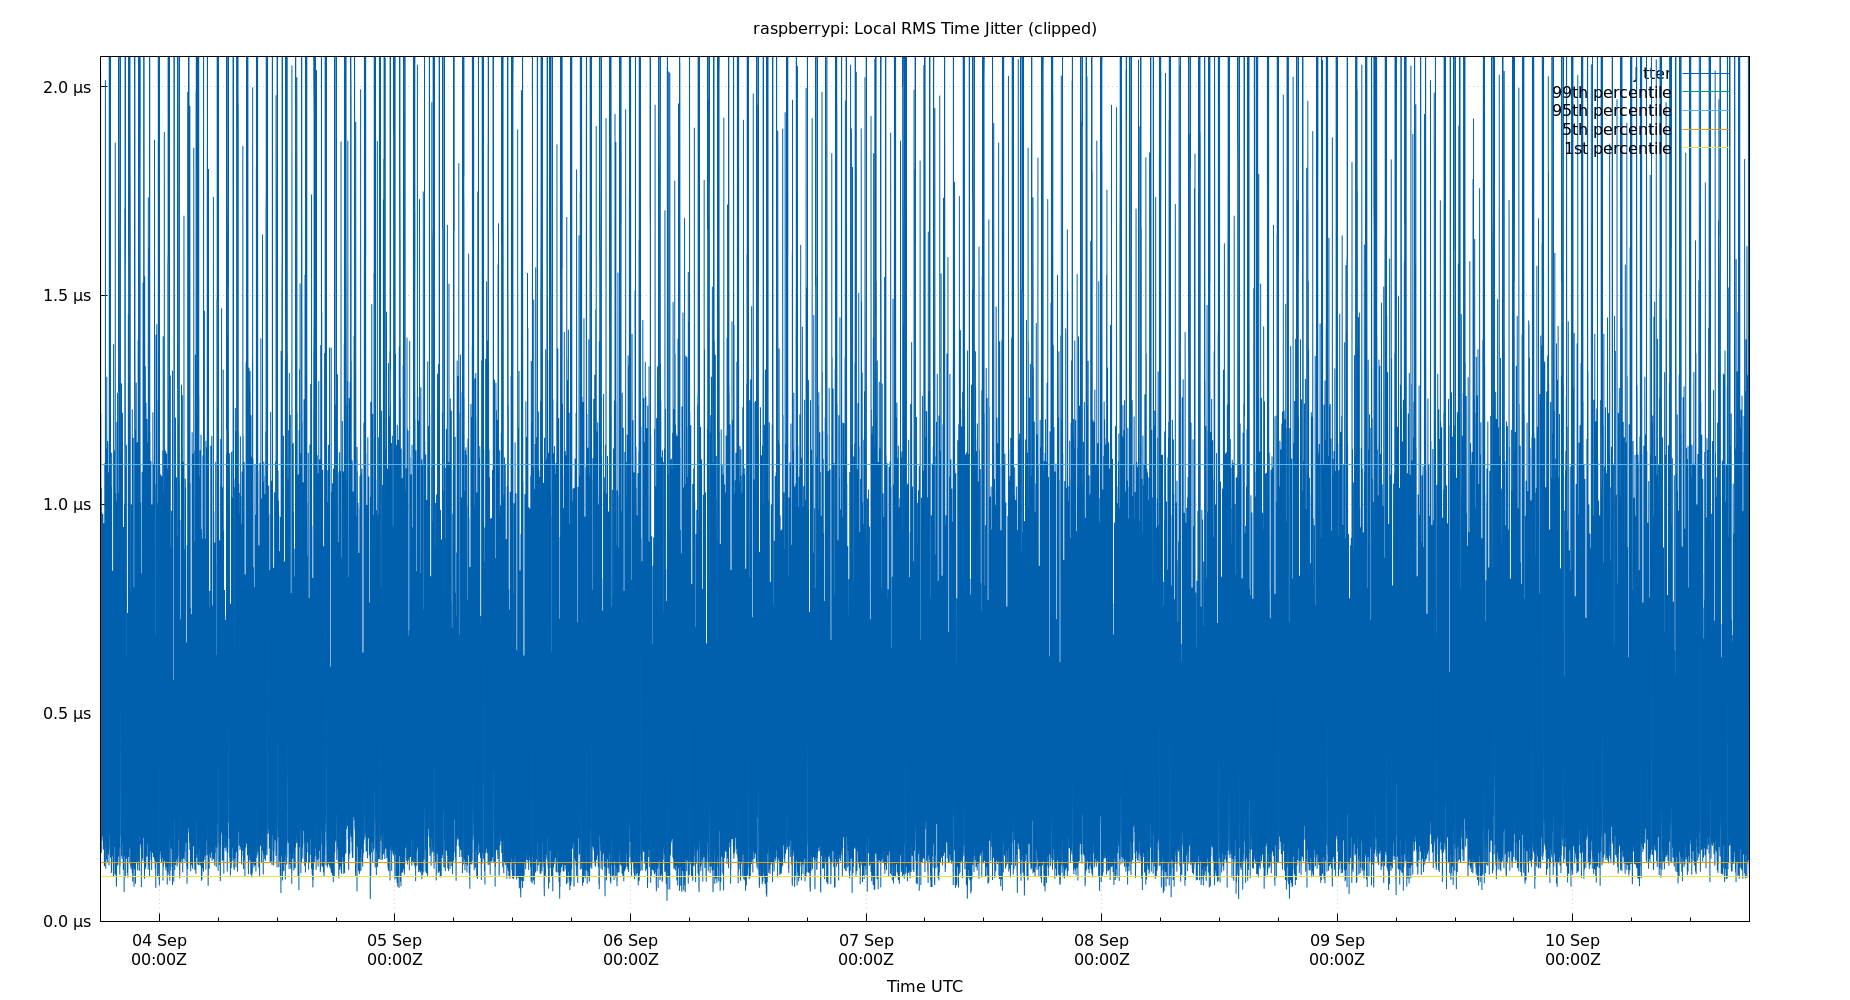 raspberrypi: Local RMS Time Jitter (clipped)
2.0 µs
1.5 µs
1.0 µs
0.5 µs
0.0 µs
Jitter
99th percentile
95th percentile
5th percentile
1st percentile
04 Sep
00:00Z
05 Sep
00:00Z
06 Sep
00:00Z
07 Sep
00:00Z
08 Sep
00:00Z
09 Sep
00:00Z
10 Sep
00:00Z
Time UTC